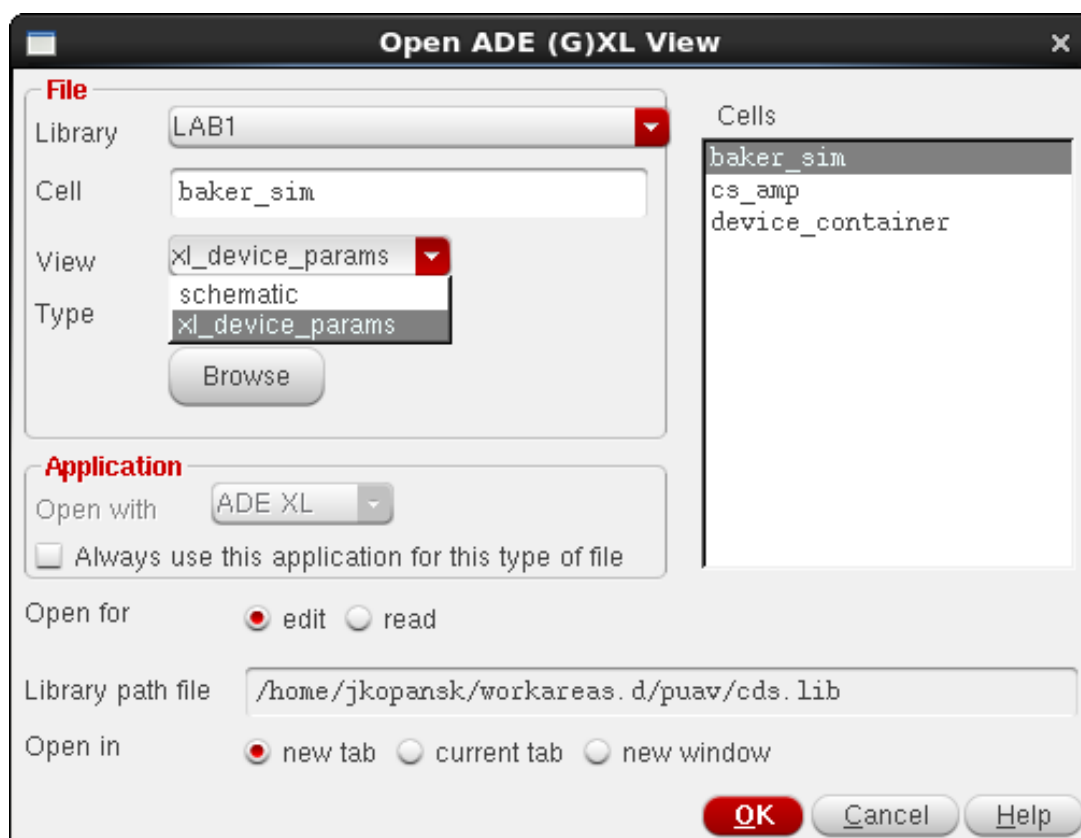 Open ADE (G)XL View
File
Library LAB1
Cell baker_sim
View xl_device_params
schematic
xl_device_params
Type
Browse
Cells
baker_sim
cs_amp
device_container
Application
Open with ADE XL
Always use this application for this type of file
Open for edit read
Library path file /home/jkopansk/workareas.d/puav/cds.lib
Open in new tab current tab new window
OK Cancel Help